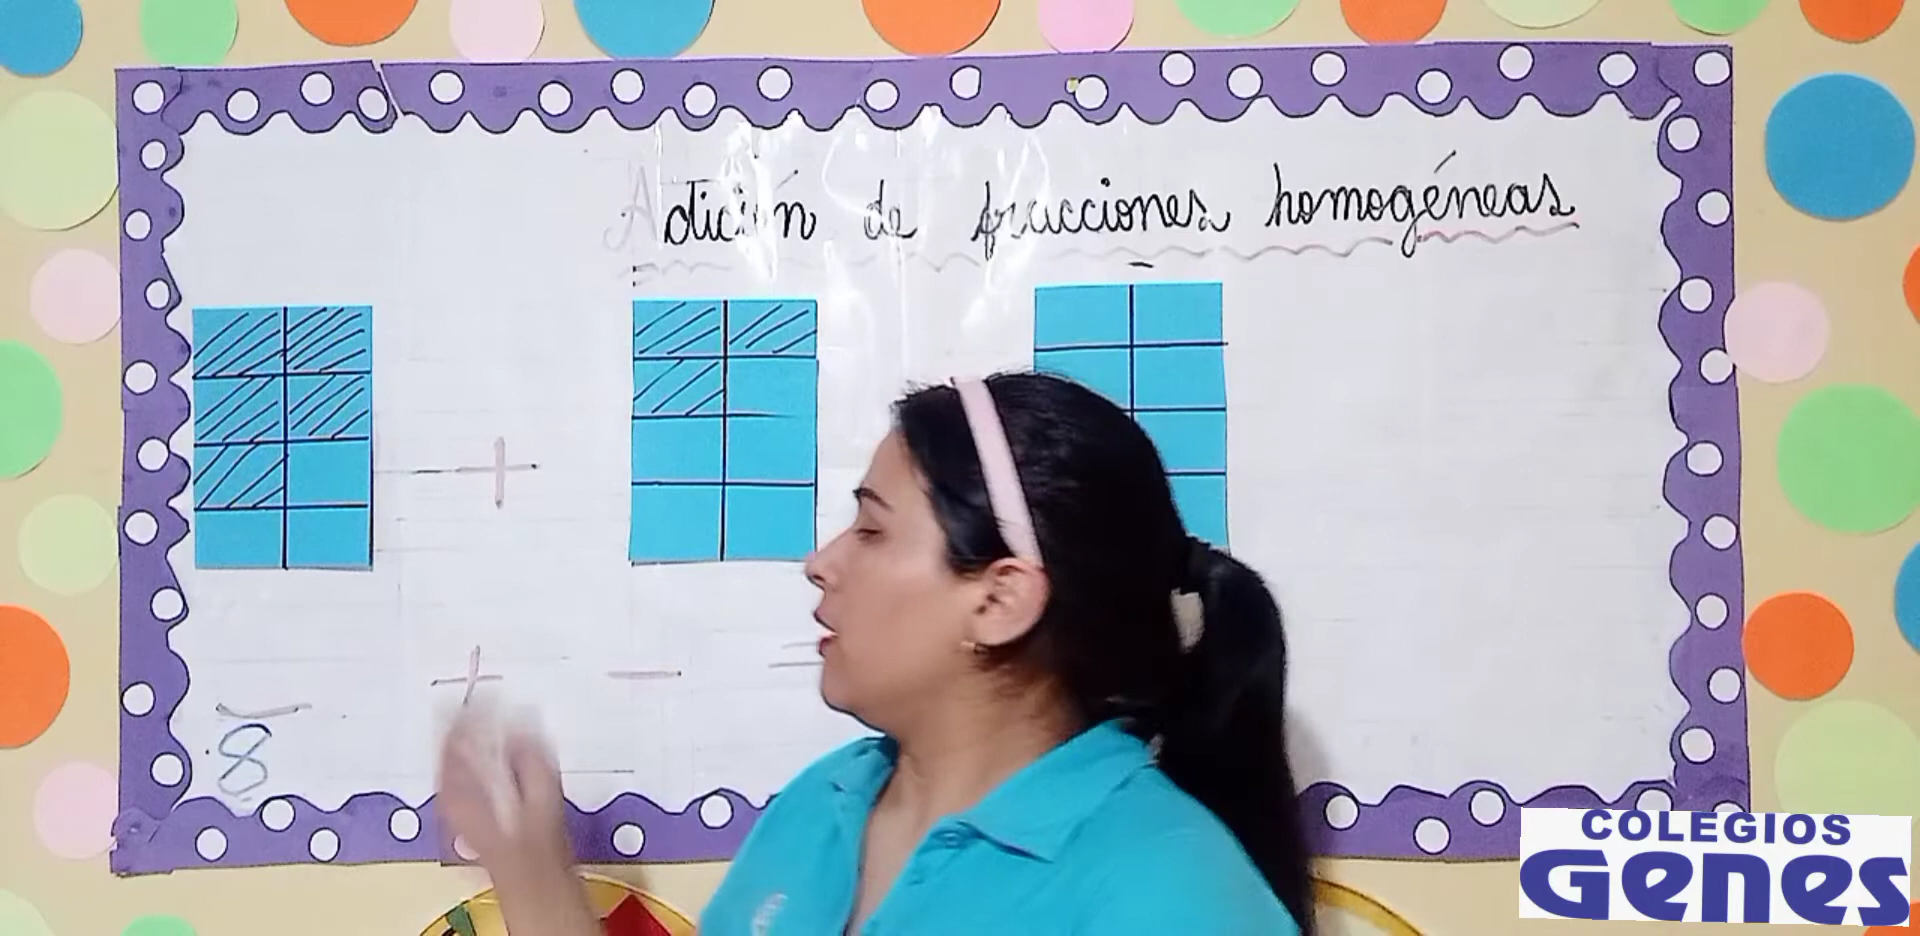 Adición de fracciones homogéneas
+
+ — =
8
COLEGIOS
Genes